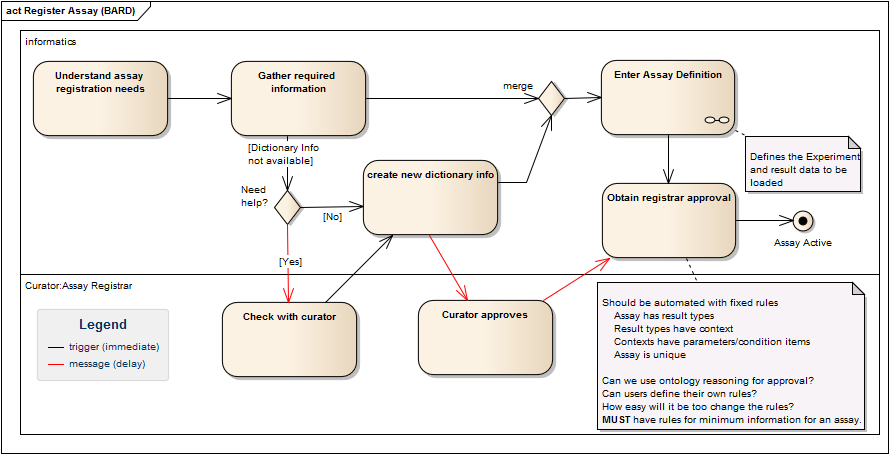 act Register Assay (BARD)
informatics
Understand assay
registration needs
Gather required
information
merge
Enter Assay Definition
[Dictionary Info
not available]
Defines the Experiment
and result data to be
loaded
Need
help?
[No]
create new dictionary info
Obtain registrar approval
Assay Active
[Yes]
Curator:Assay Registrar
Legend
trigger (immediate)
message (delay)
Check with curator
Curator approves
Should be automated with fixed rules
Assay has result types
Result types have context
Contexts have parameters/condition items
Assay is unique
Can we use ontology reasoning for approval?
Can users define their own rules?
How easy will it be too change the rules?
MUST have rules for minimum information for an assay.